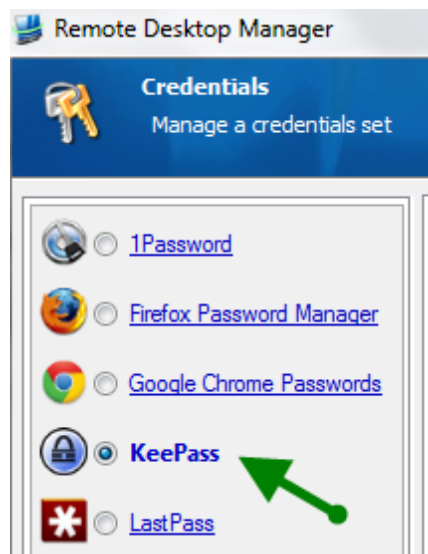 Remote Desktop Manager
Credentials
Manage a credentials set
1Password
Firefox Password Manager
Google Chrome Passwords
KeePass
LastPass